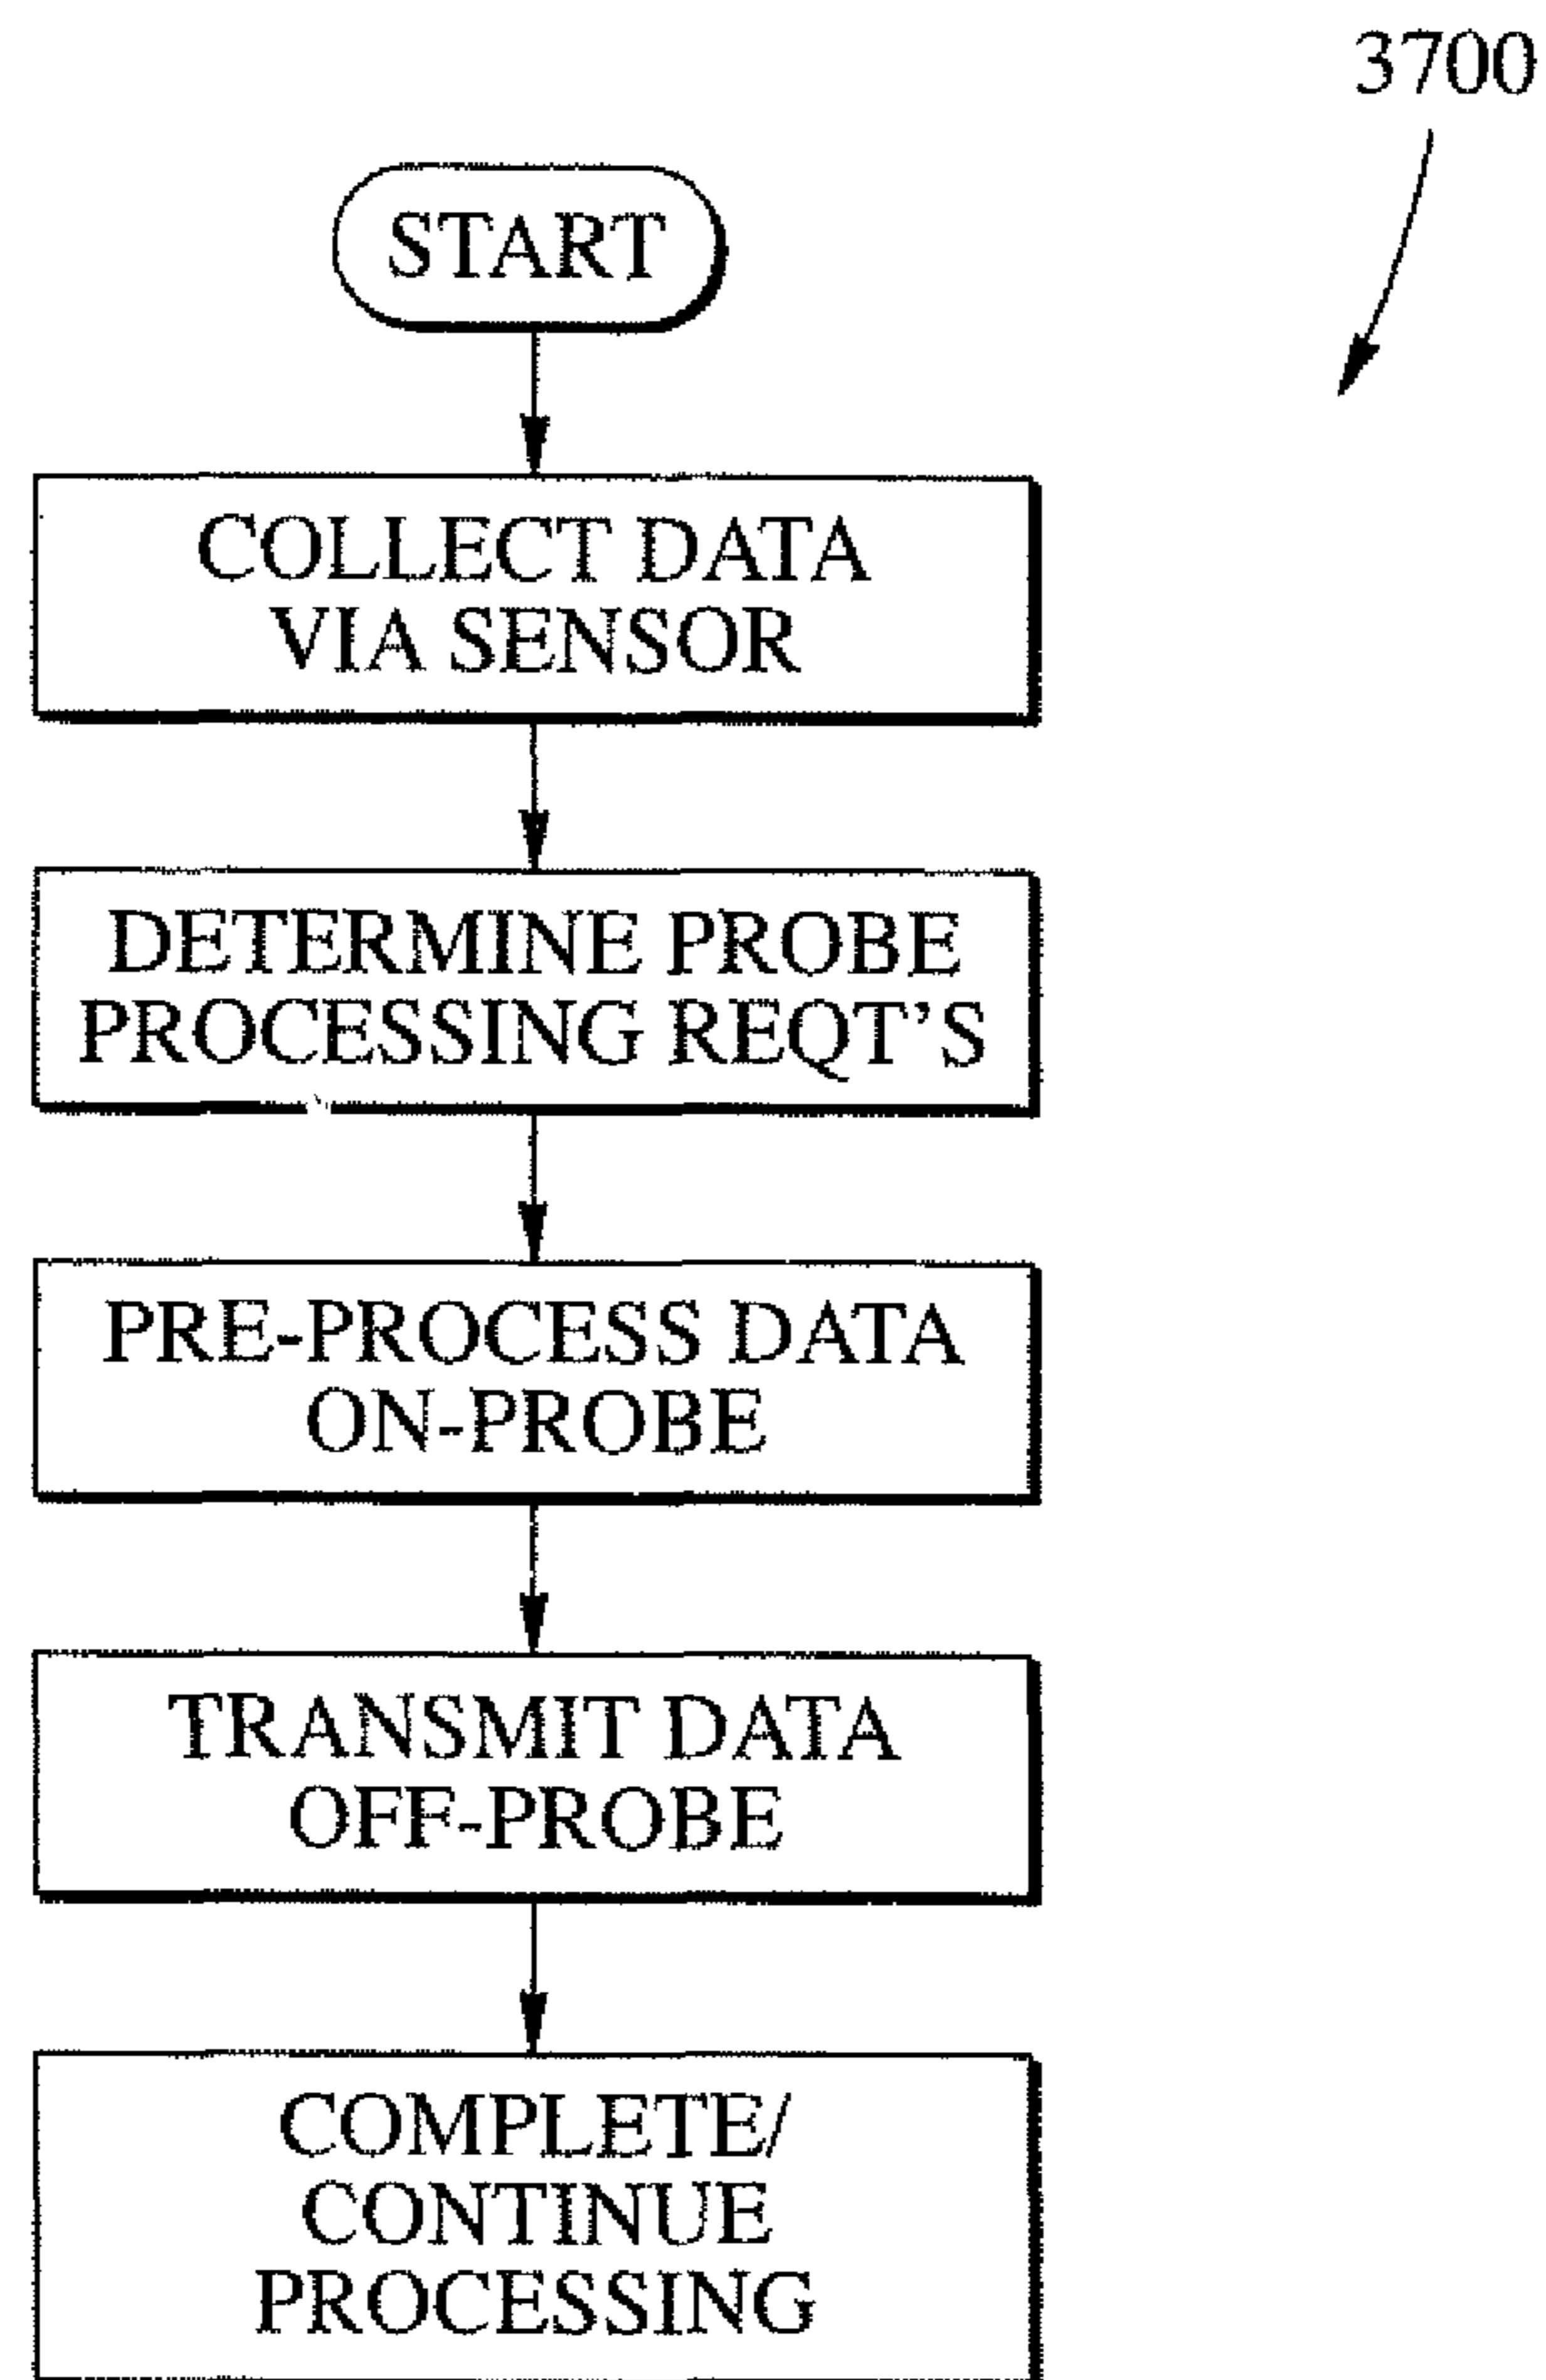 3700
START
COLLECT DATA
VIA SENSOR
DETERMINE PROBE
PROCESSING REQT'S
PRE-PROCESS DATA
ON-PROBE
TRANSMIT DATA
OFF-PROBE
COMPLETE/
CONTINUE
PROCESSING